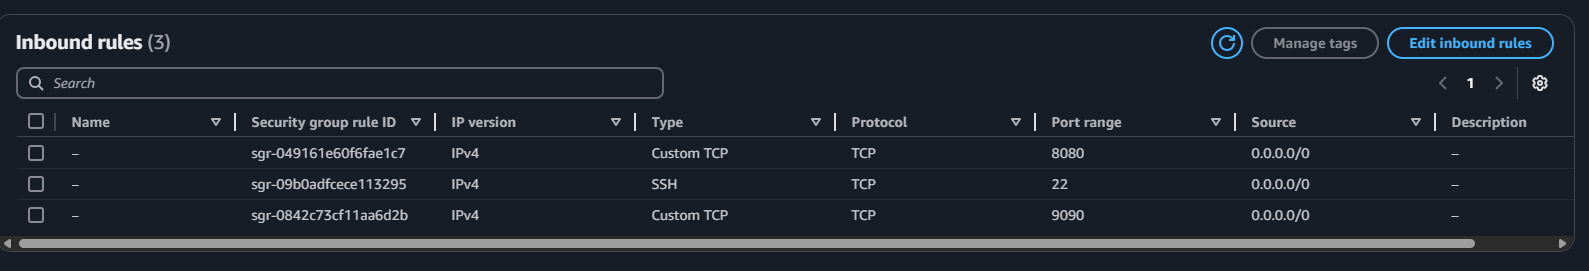 Inbound rules (3)
Manage tags
Edit inbound rules
Search
1
Name Security group rule ID IP version Type Protocol Port range Source Description
– sgr-049161e60f6fae1c7 IPv4 Custom TCP TCP 8080 0.0.0.0/0 –
– sgr-09b0adfcece113295 IPv4 SSH TCP 22 0.0.0.0/0 –
– sgr-0842c73cf11aa6d2b IPv4 Custom TCP TCP 9090 0.0.0.0/0 –